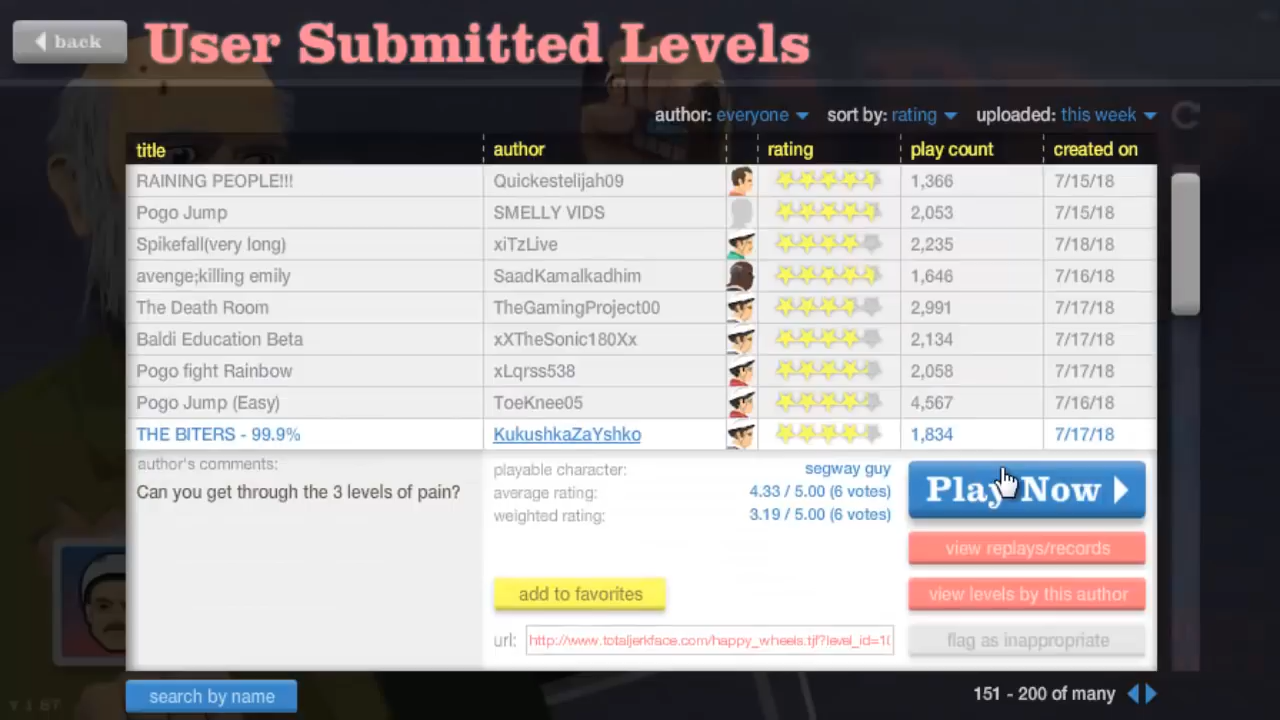 back
User Submitted Levels
author: everyone sort by: rating uploaded: this week
title author rating play count created on
RAINING PEOPLE!!! Quickestelijah09 1,366 7/15/18
Pogo Jump SMELLY VIDS 2,053 7/15/18
Spikefall(very long) xiTzLive 2,235 7/18/18
avenge;killing emily SaadKamalkadhim 1,646 7/16/18
The Death Room TheGamingProject00 2,991 7/17/18
Baldi Education Beta xXTheSonic180Xx 2,134 7/17/18
Pogo fight Rainbow xLqrss538 2,058 7/17/18
Pogo Jump (Easy) ToeKnee05 4,567 7/16/18
THE BITERS - 99.9% KukushkaZaYshko 1,834 7/17/18
author's comments:
Can you get through the 3 levels of pain?
playable character: segway guy
average rating: 4.33 / 5.00 (6 votes)
weighted rating: 3.19 / 5.00 (6 votes)
add to favorites
url: http://www.totaljerkface.com/happy_wheels.tjf?level_id=1(
Play Now
view replays/records
view levels by this author
flag as inappropriate
search by name
151 - 200 of many
v 1.87